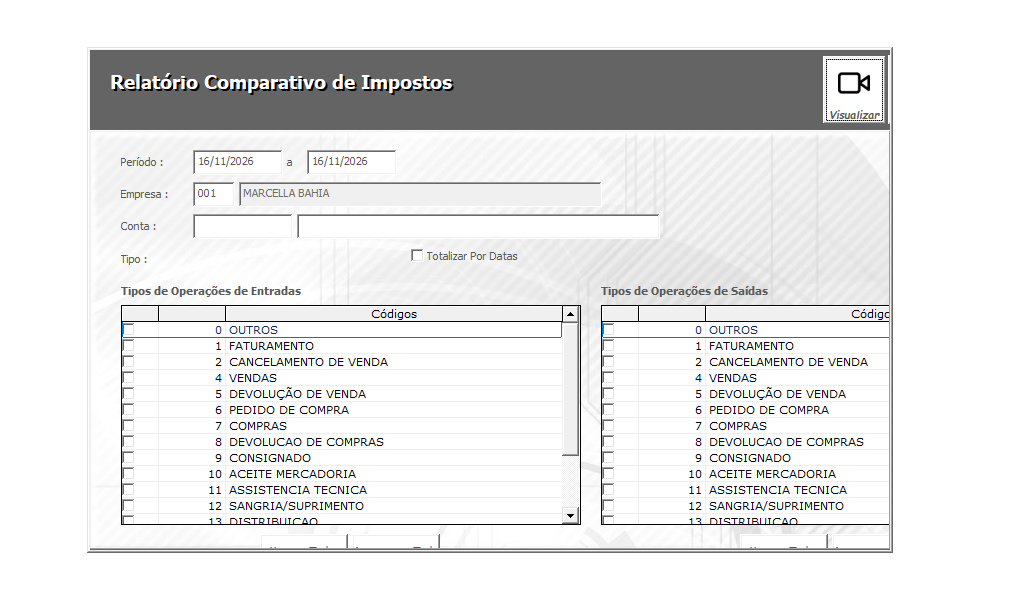 Relatório Comparativo de Impostos
Visualizar
Período : 16/11/2026 a 16/11/2026
Empresa : 001 MARCELLA BAHIA
Conta :
Tipo : Totalizar Por Datas
Tipos de Operações de Entradas
Códigos
0 OUTROS
1 FATURAMENTO
2 CANCELAMENTO DE VENDA
4 VENDAS
5 DEVOLUÇÃO DE VENDA
6 PEDIDO DE COMPRA
7 COMPRAS
8 DEVOLUCAO DE COMPRAS
9 CONSIGNADO
10 ACEITE MERCADORIA
11 ASSISTENCIA TECNICA
12 SANGRIA/SUPRIMENTO
13 DISTRIBUICAO
Tipos de Operações de Saídas
Códigc
0 OUTROS
1 FATURAMENTO
2 CANCELAMENTO DE VENDA
4 VENDAS
5 DEVOLUÇÃO DE VENDA
6 PEDIDO DE COMPRA
7 COMPRAS
8 DEVOLUCAO DE COMPRAS
9 CONSIGNADO
10 ACEITE MERCADORIA
11 ASSISTENCIA TECNICA
12 SANGRIA/SUPRIMENTO
13 DISTRIBUICAO